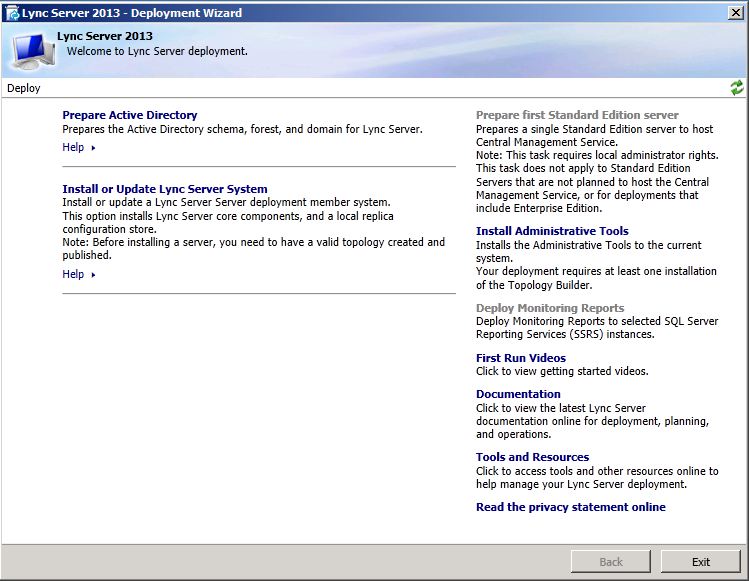 Lync Server 2013 - Deployment Wizard
Lync Server 2013
Welcome to Lync Server deployment.
Deploy
Prepare Active Directory
Prepares the Active Directory schema, forest, and domain for Lync Server.
Help
Install or Update Lync Server System
Install or update a Lync Server Server deployment member system.
This option installs Lync Server core components, and a local replica
configuration store.
Note: Before installing a server, you need to have a valid topology created and
published.
Help
Prepare first Standard Edition server
Prepares a single Standard Edition server to host
Central Management Service.
Note: This task requires local administrator rights.
This task does not apply to Standard Edition
Servers that are not planned to host the Central
Management Service, or for deployments that
include Enterprise Edition.
Install Administrative Tools
Installs the Administrative Tools to the current
system.
Your deployment requires at least one installation
of the Topology Builder.
Deploy Monitoring Reports
Deploy Monitoring Reports to selected SQL Server
Reporting Services (SSRS) instances.
First Run Videos
Click to view getting started videos.
Documentation
Click to view the latest Lync Server
documentation online for deployment, planning,
and operations.
Tools and Resources
Click to access tools and other resources online to
help manage your Lync Server deployment.
Read the privacy statement online
Back
Exit